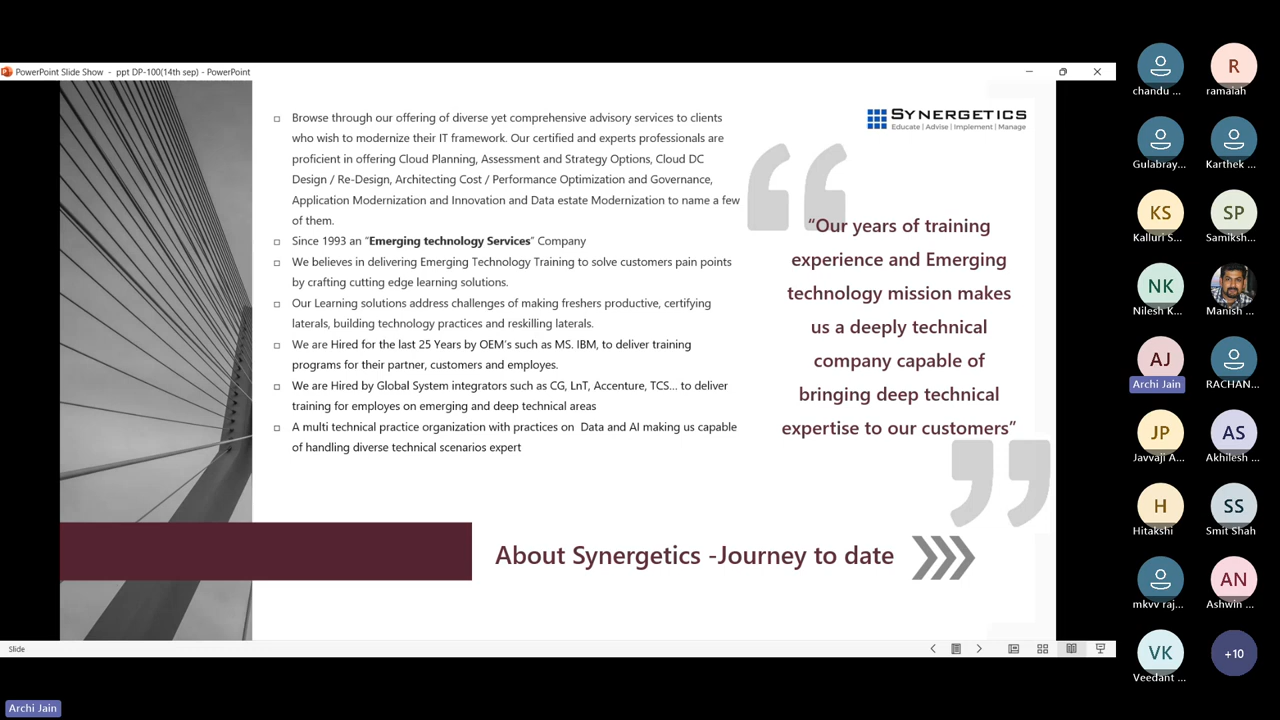 PowerPoint Slide Show - ppt DP-100(14th sep) - PowerPoint
Browse through our offering of diverse yet comprehensive advisory services to clients
who wish to modernize their IT framework. Our certified and experts professionals are
proficient in offering Cloud Planning, Assessment and Strategy Options, Cloud DC
Design / Re-Design, Architecting Cost / Performance Optimization and Governance,
Application Modernization and Innovation and Data estate Modernization to name a few
of them.
Since 1993 an “Emerging technology Services” Company
We believes in delivering Emerging Technology Training to solve customers pain points
by crafting cutting edge learning solutions.
Our Learning solutions address challenges of making freshers productive, certifying
laterals, building technology practices and reskilling laterals.
We are Hired for the last 25 Years by OEM’s such as MS. IBM, to deliver training
programs for their partner, customers and employes.
We are Hired by Global System integrators such as CG, LnT, Accenture, TCS... to deliver
training for employes on emerging and deep technical areas
A multi technical practice organization with practices on Data and AI making us capable
of handling diverse technical scenarios expert
SYNERGETICS
Educate | Advise | Implement | Manage
“Our years of training
experience and Emerging
technology mission makes
us a deeply technical
company capable of
bringing deep technical
expertise to our customers”
About Synergetics -Journey to date
Slide
Archi Jain
chandu ...
R
ramaiah
Gulabray...
Karthek ...
KS
Kalluri S...
SP
Samiksh...
NK
Nilesh K...
Manish ...
AJ
Archi Jain
RACHAN...
JP
Javvaji A...
AS
Akhilesh ...
H
Hitakshi
SS
Smit Shah
mkvv raj...
AN
Ashwin ...
VK
Veedant ...
+10